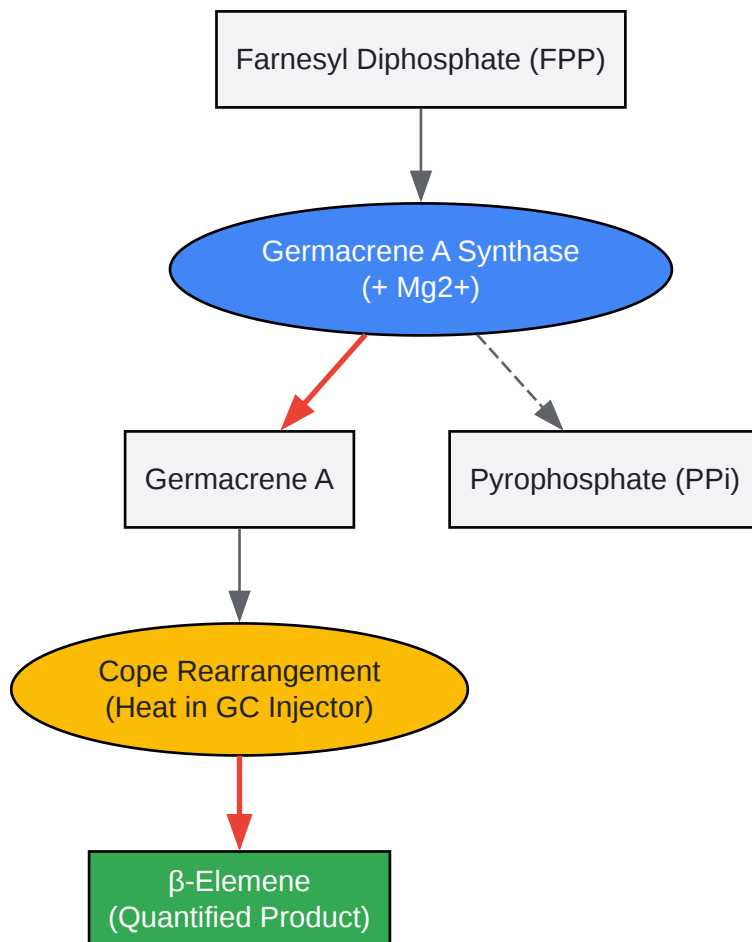 Farnesyl Diphosphate (FPP)
Germacrene A Synthase
(+ Mg2+)
Germacrene A
Pyrophosphate (PPi)
Cope Rearrangement
(Heat in GC Injector)
β-Elemene
(Quantified Product)